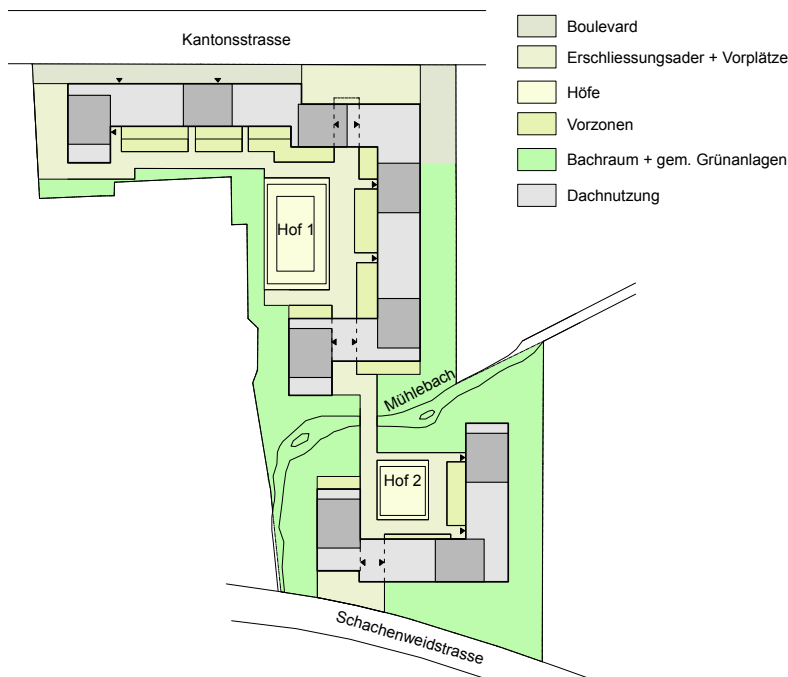 Kantonsstrasse
Boulevard
Erschliessungsader + Vorplätze
Höfe
Vorzonen
Bachraum + gem. Grünanlagen
Dachnutzung
Hof 1
Mühlebach
Hof 2
Schachenweidstrasse